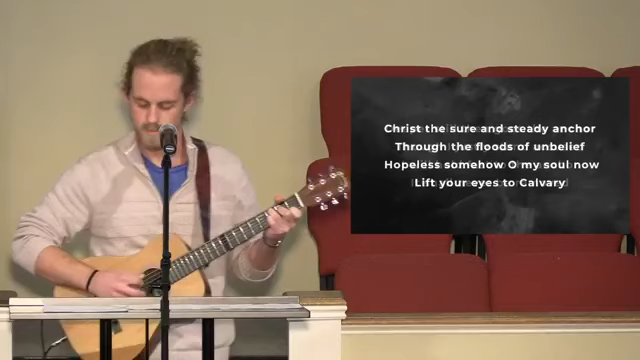 Christ the sure and steady anchor
Through the floods of unbelief
Hopeless somehow O my soul now
Lift your eyes to Calvary